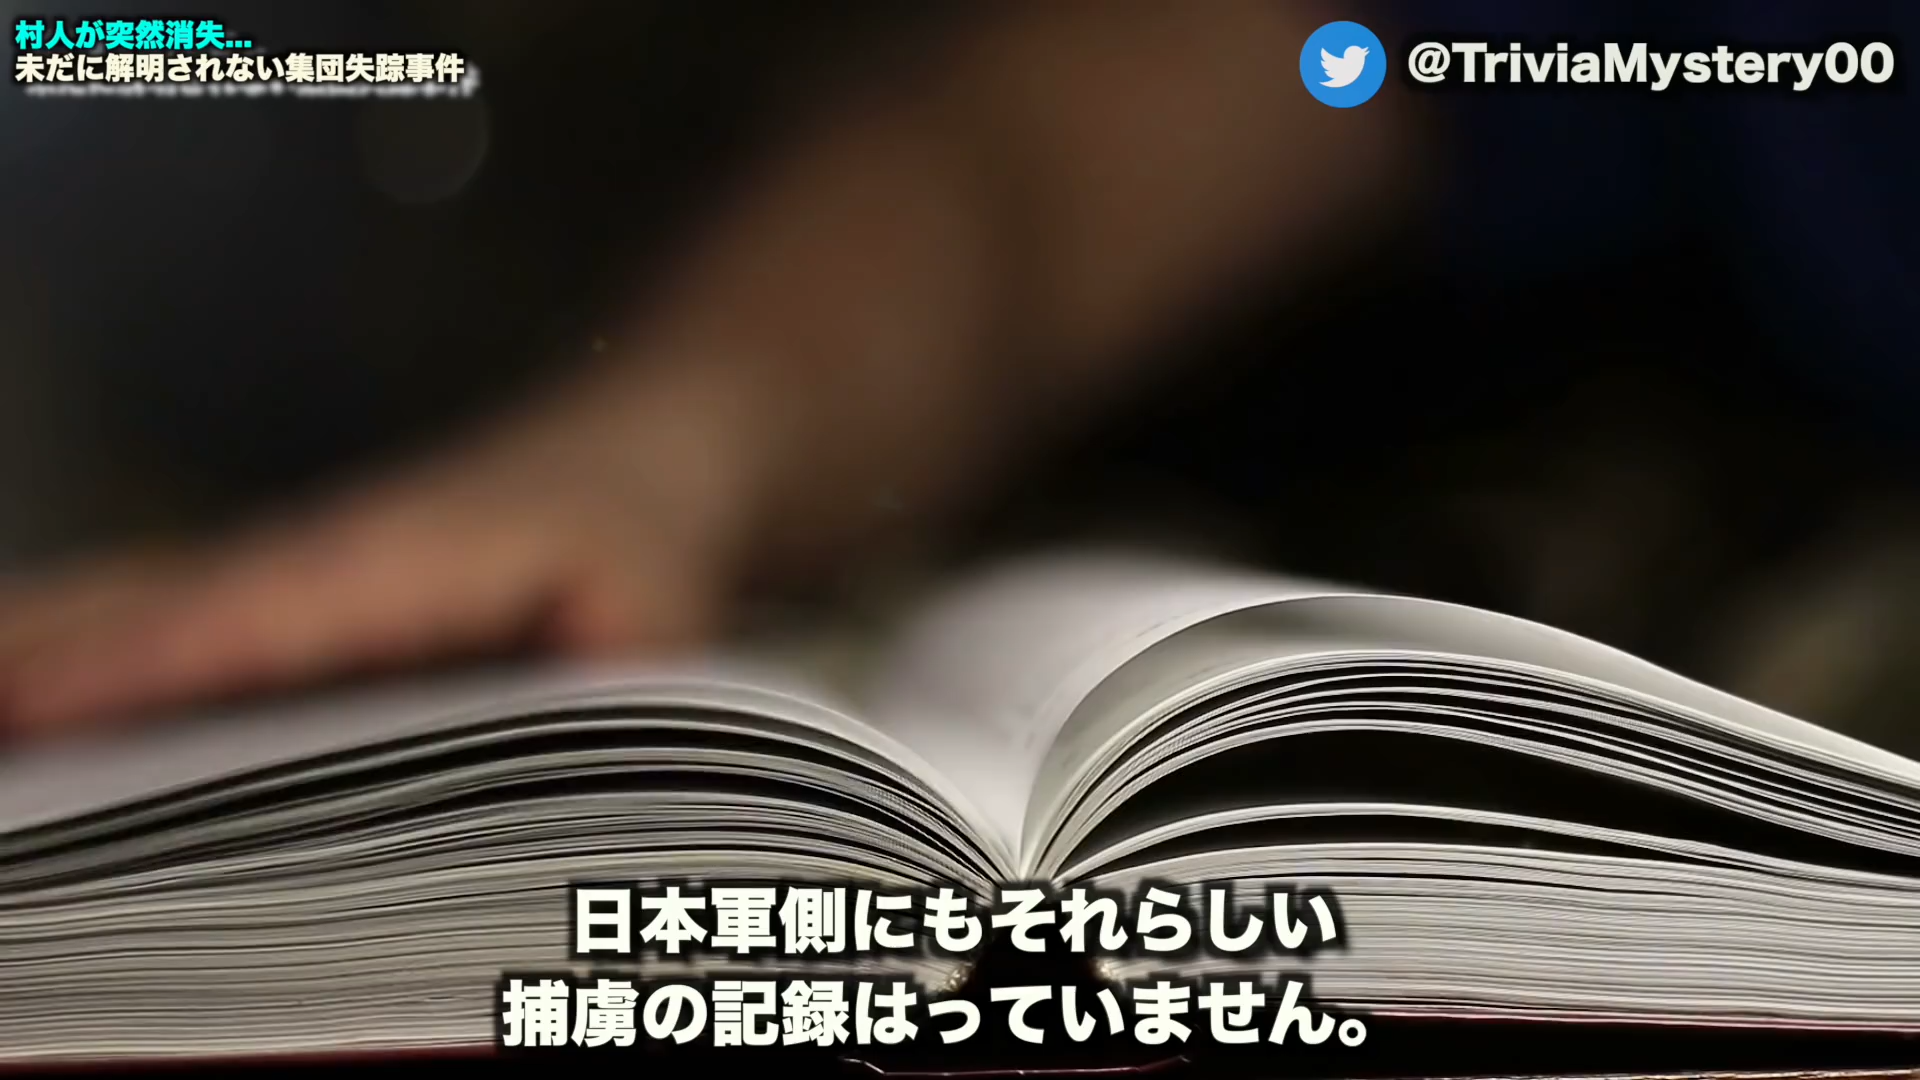 村人が突然消失...
未だに解明されない集団失踪事件
@TriviaMystery00
日本軍側にもそれらしい
捕虜の記録はっていません。